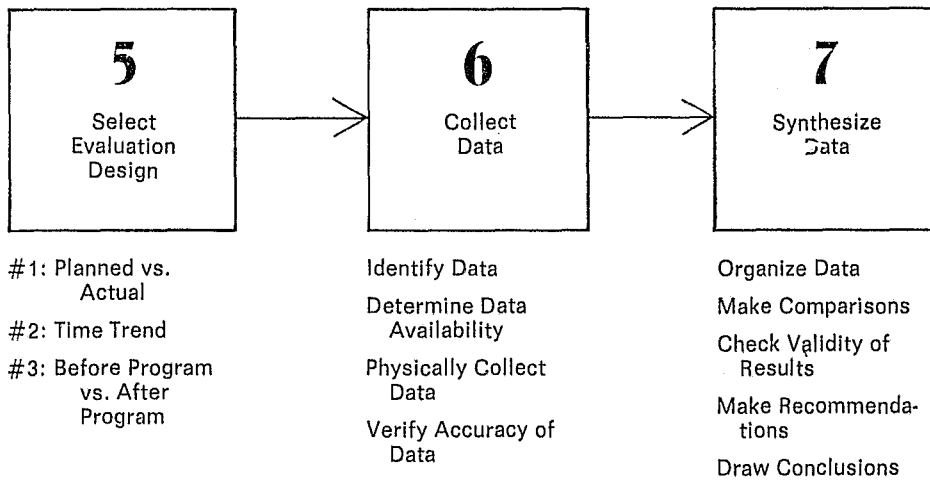 5
Select
Evaluation
Design
6
Collect
Data
7
Synthesize
Data
#1: Planned vs.
Actual
#2: Time Trend
#3: Before Program
vs. After
Program
Identify Data
Determine Data
Availability
Physically Collect
Data
Verify Accuracy of
Data
Organize Data
Make Comparisons
Check Validity of
Results
Make Recommenda-
tions
Draw Conclusions